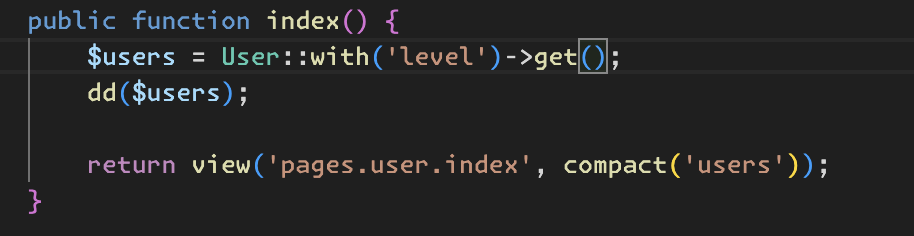 public function index() {
    $users = User::with('level')->get();
    dd($users);
    return view('pages.user.index', compact('users'));
}